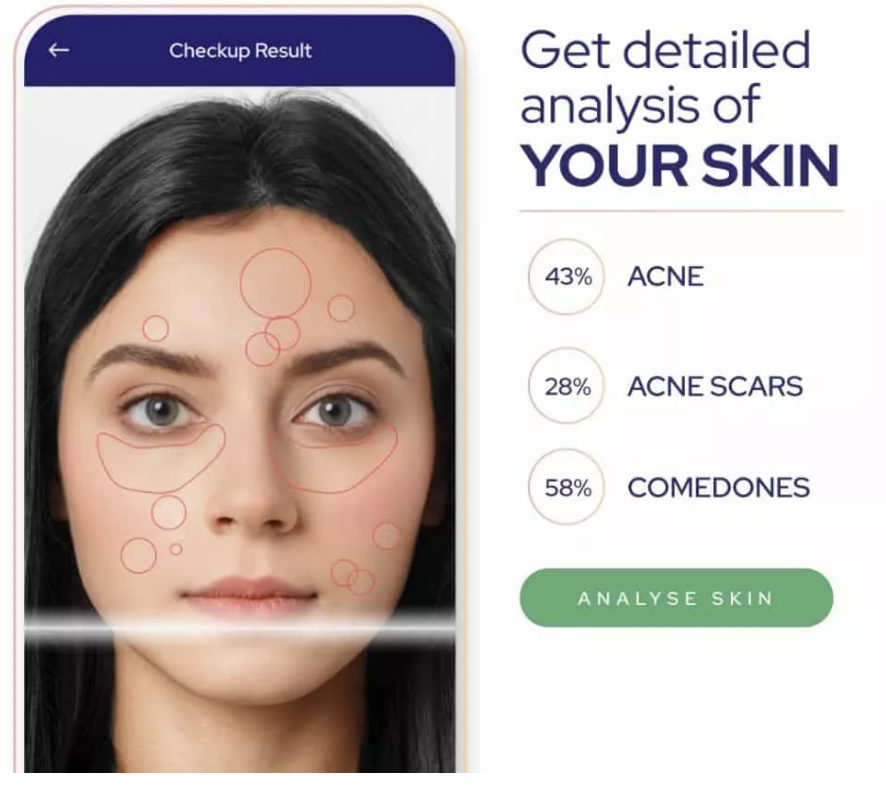 Checkup Result
Get detailed
analysis of
YOUR SKIN
43% ACNE
28% ACNE SCARS
58% COMEDONES
ANALYSE SKIN